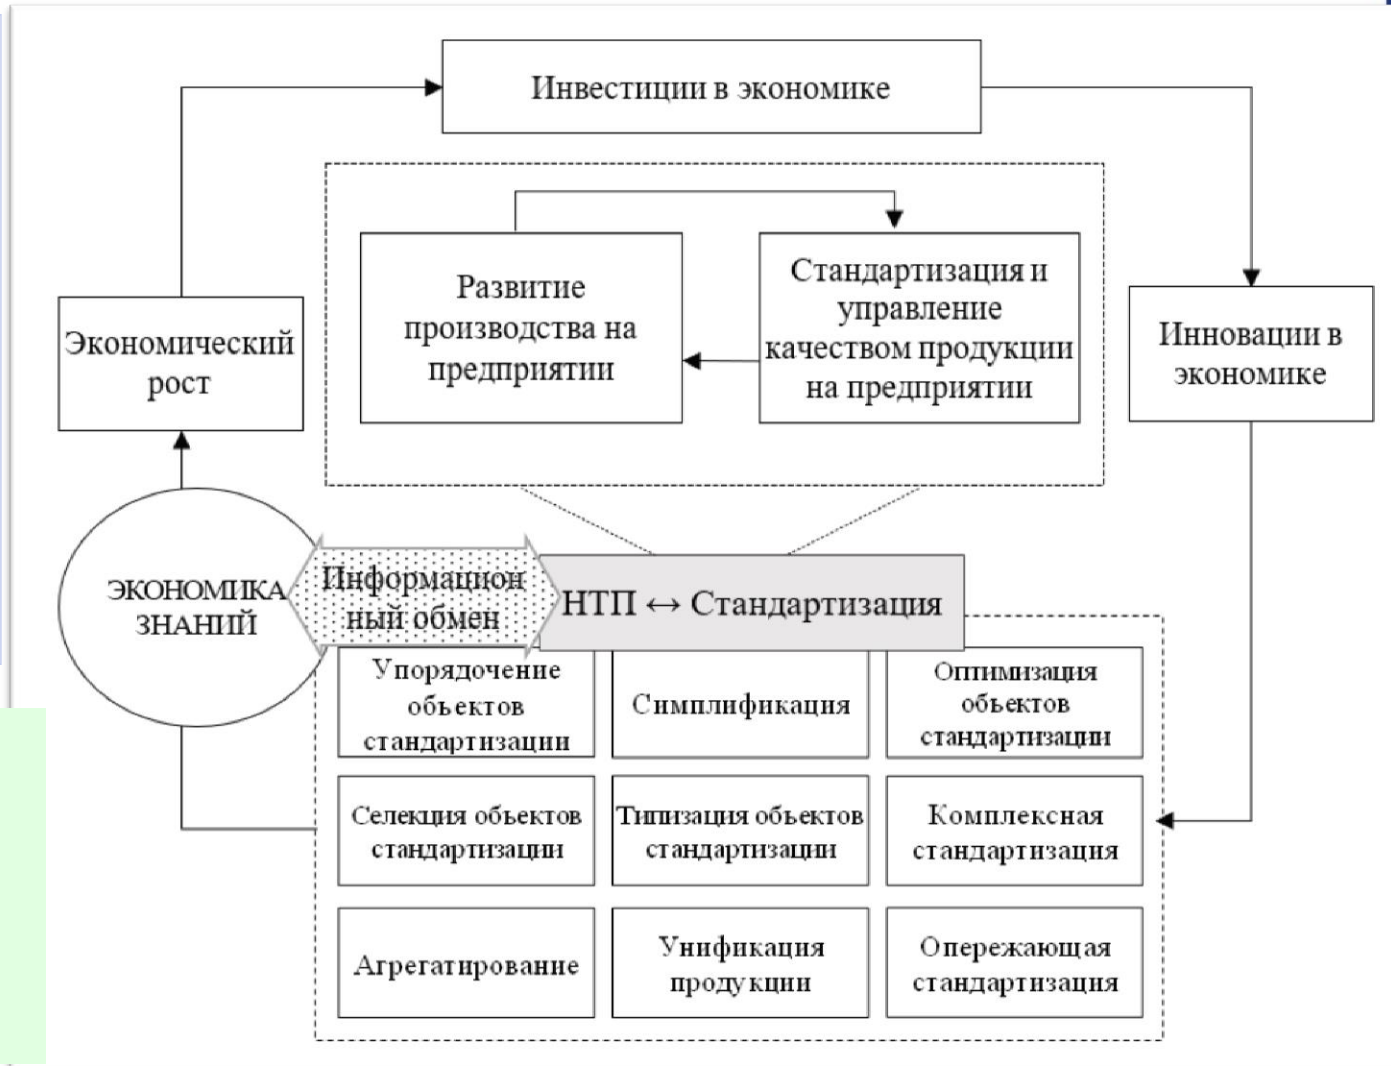 Инвестиции в экономике
Развитие
производства на
предприятии
Стандартизация и
управление
качеством продукции
на предприятии
Экономический
рост
Инновации в
экономике
ЭКОНОМИКА
ЗНАНИЙ
Информацион
ный обмен
НТП ↔ Стандартизация
Упорядочение
объектов
стандартизации
Симплификация
Оптимизация
объектов
стандартизации
Селекция объектов
стандартизации
Типизация объектов
стандартизации
Комплексная
стандартизация
Агрегатирование
Унификация
продукции
Опережающая
стандартизация